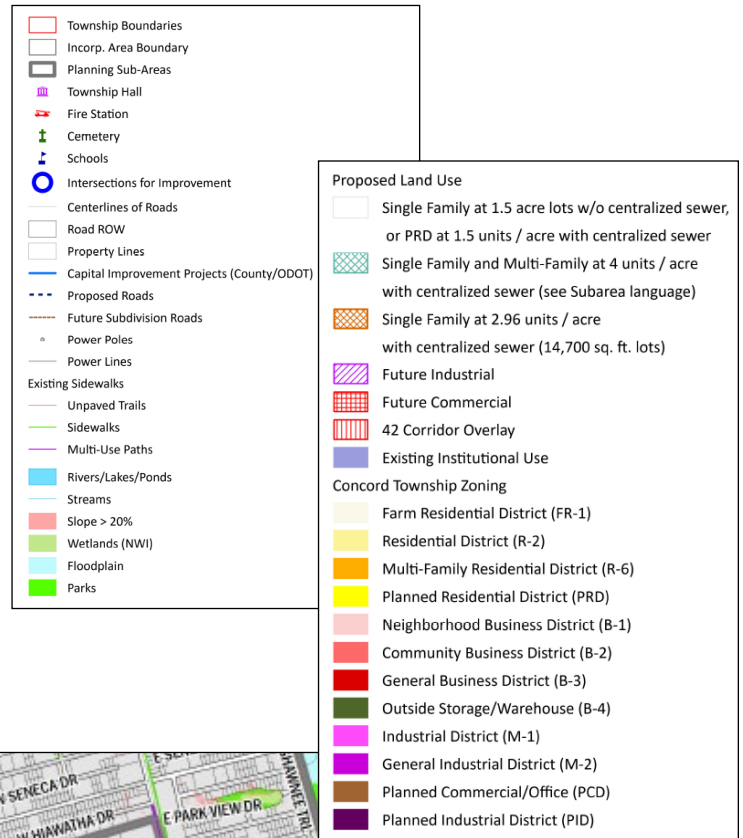 Township Boundaries
Incorp. Area Boundary
Planning Sub-Areas
Township Hall
Fire Station
Cemetery
Schools
Intersections for Improvement
Centerlines of Roads
Road ROW
Property Lines
Capital Improvement Projects (County/ODOT)
Proposed Roads
Future Subdivision Roads
Power Poles
Power Lines
Existing Sidewalks
Unpaved Trails
Sidewalks
Multi-Use Paths
Rivers/Lakes/Ponds
Streams
Slope > 20%
Wetlands (NWI)
Floodplain
Parks
Proposed Land Use
Single Family at 1.5 acre lots w/o centralized sewer,
or PRD at 1.5 units / acre with centralized sewer
Single Family and Multi-Family at 4 units / acre
with centralized sewer (see Subarea language)
Single Family at 2.96 units / acre
with centralized sewer (14,700 sq. ft. lots)
Future Industrial
Future Commercial
42 Corridor Overlay
Existing Institutional Use
Concord Township Zoning
Farm Residential District (FR-1)
Residential District (R-2)
Multi-Family Residential District (R-6)
Planned Residential District (PRD)
Neighborhood Business District (B-1)
Community Business District (B-2)
General Business District (B-3)
Outside Storage/Warehouse (B-4)
Industrial District (M-1)
General Industrial District (M-2)
Planned Commercial/Office (PCD)
Planned Industrial District (PID)
SENECA DR
HIAWATHA DR
E PARK VIEW DR